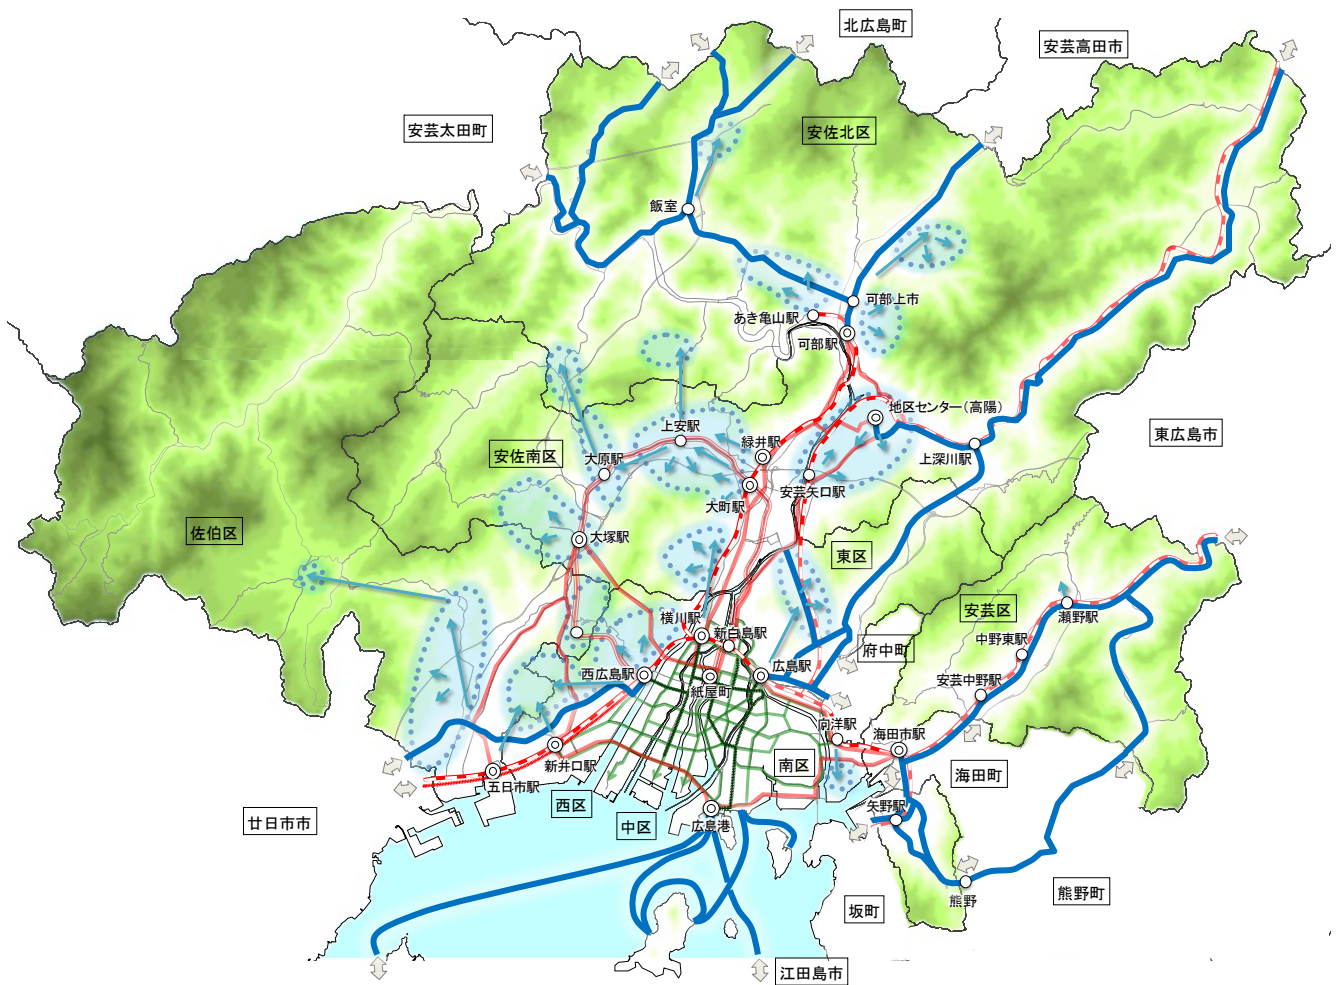 北広島町
安芸高田市
安芸太田町
安佐北区
飯室
可部上市
あき亀山駅
可部駅
地区センター(高陽)
東広島市
上安駅
緑井駅
上深川駅
安佐南区
大原駅
安芸矢口駅
大町駅
佐伯区
大塚駅
東区
安芸区
瀬野駅
横川駅
新白島駅
府中町
中野東駅
西広島駅
広島駅
安芸中野駅
紙屋町
向洋駅
海田市駅
新井口駅
南区
海田町
五日市駅
西区
矢野駅
廿日市市
中区
広島港
熊野
熊野町
坂町
江田島市